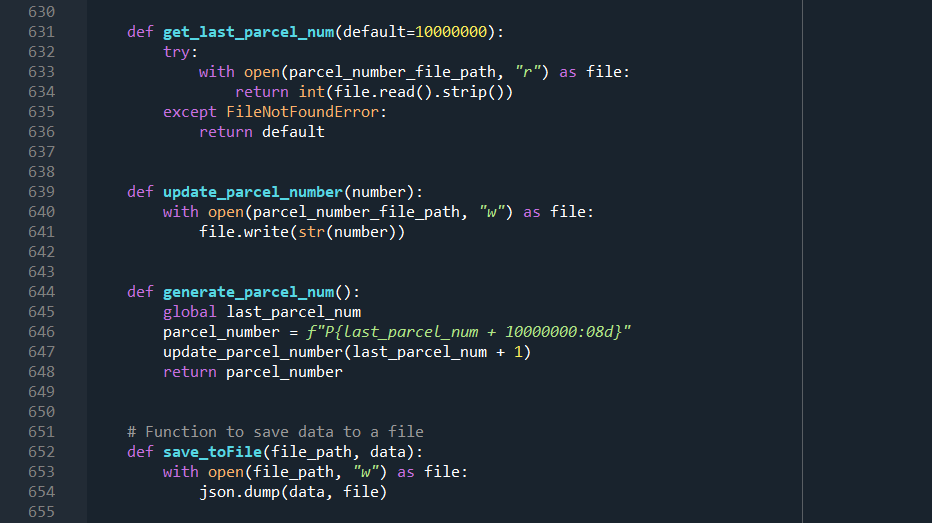 630
631 def get_last_parcel_num(default=10000000):
632 try:
633 with open(parcel_number_file_path, "r") as file:
634 return int(file.read().strip())
635 except FileNotFoundError:
636 return default
637
638
639 def update_parcel_number(number):
640 with open(parcel_number_file_path, "w") as file:
641 file.write(str(number))
642
643
644 def generate_parcel_num():
645 global last_parcel_num
646 parcel_number = f"P{last_parcel_num + 10000000:08d}"
647 update_parcel_number(last_parcel_num + 1)
648 return parcel_number
649
650
651 # Function to save data to a file
652 def save_toFile(file_path, data):
653 with open(file_path, "w") as file:
654 json.dump(data, file)
655